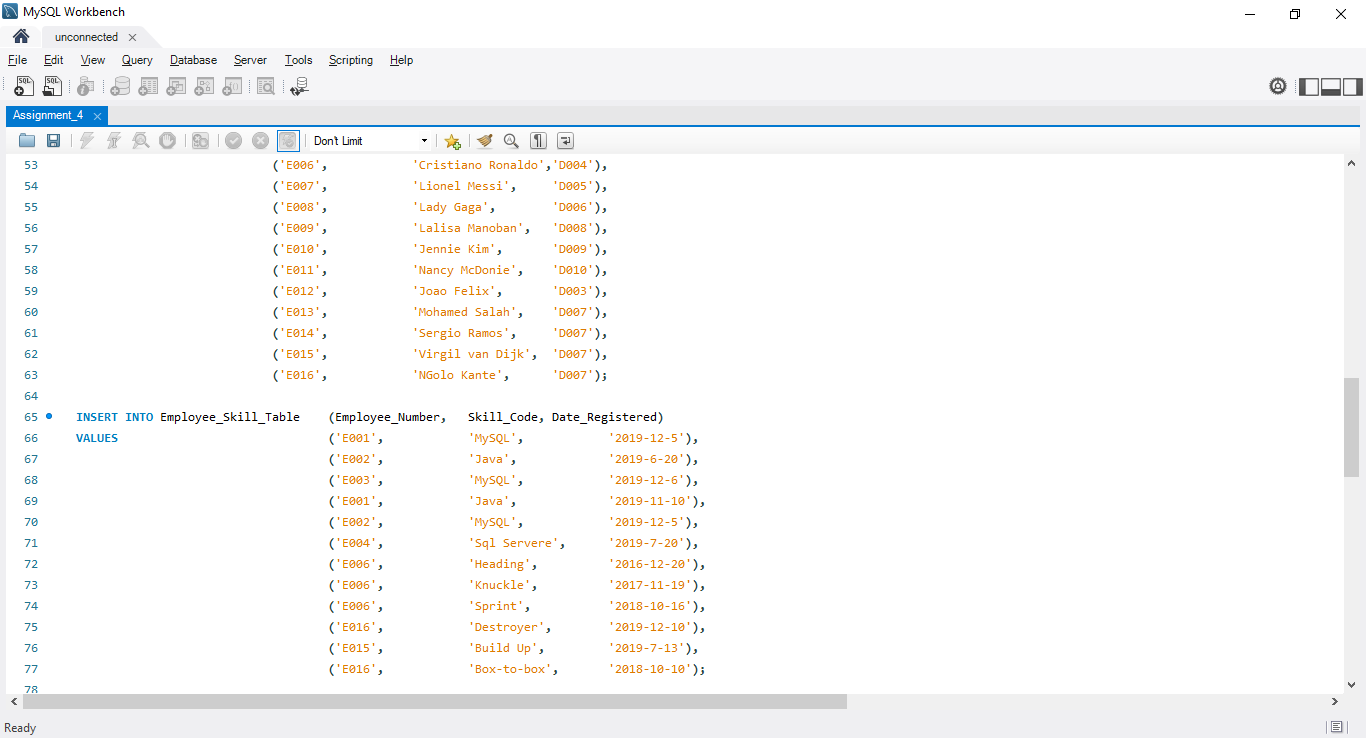 MySQL Workbench
unconnected
File Edit View Query Database Server Tools Scripting Help
SQL SQL
Assignment_4
Don't Limit
53 ('E006', 'Cristiano Ronaldo','D004'),
54 ('E007', 'Lionel Messi', 'D005'),
55 ('E008', 'Lady Gaga', 'D006'),
56 ('E009', 'Lalisa Manoban', 'D008'),
57 ('E010', 'Jennie Kim', 'D009'),
58 ('E011', 'Nancy McDonie', 'D010'),
59 ('E012', 'Joao Felix', 'D003'),
60 ('E013', 'Mohamed Salah', 'D007'),
61 ('E014', 'Sergio Ramos', 'D007'),
62 ('E015', 'Virgil van Dijk', 'D007'),
63 ('E016', 'NGolo Kante', 'D007');
64
65 INSERT INTO Employee_Skill_Table (Employee_Number, Skill_Code, Date_Registered)
66 VALUES ('E001', 'MySQL', '2019-12-5'),
67 ('E002', 'Java', '2019-6-20'),
68 ('E003', 'MySQL', '2019-12-6'),
69 ('E001', 'Java', '2019-11-10'),
70 ('E002', 'MySQL', '2019-12-5'),
71 ('E004', 'Sql Servere', '2019-7-20'),
72 ('E006', 'Heading', '2016-12-20'),
73 ('E006', 'Knuckle', '2017-11-19'),
74 ('E006', 'Sprint', '2018-10-16'),
75 ('E016', 'Destroyer', '2019-12-10'),
76 ('E015', 'Build Up', '2019-7-13'),
77 ('E016', 'Box-to-box', '2018-10-10');
78
Ready